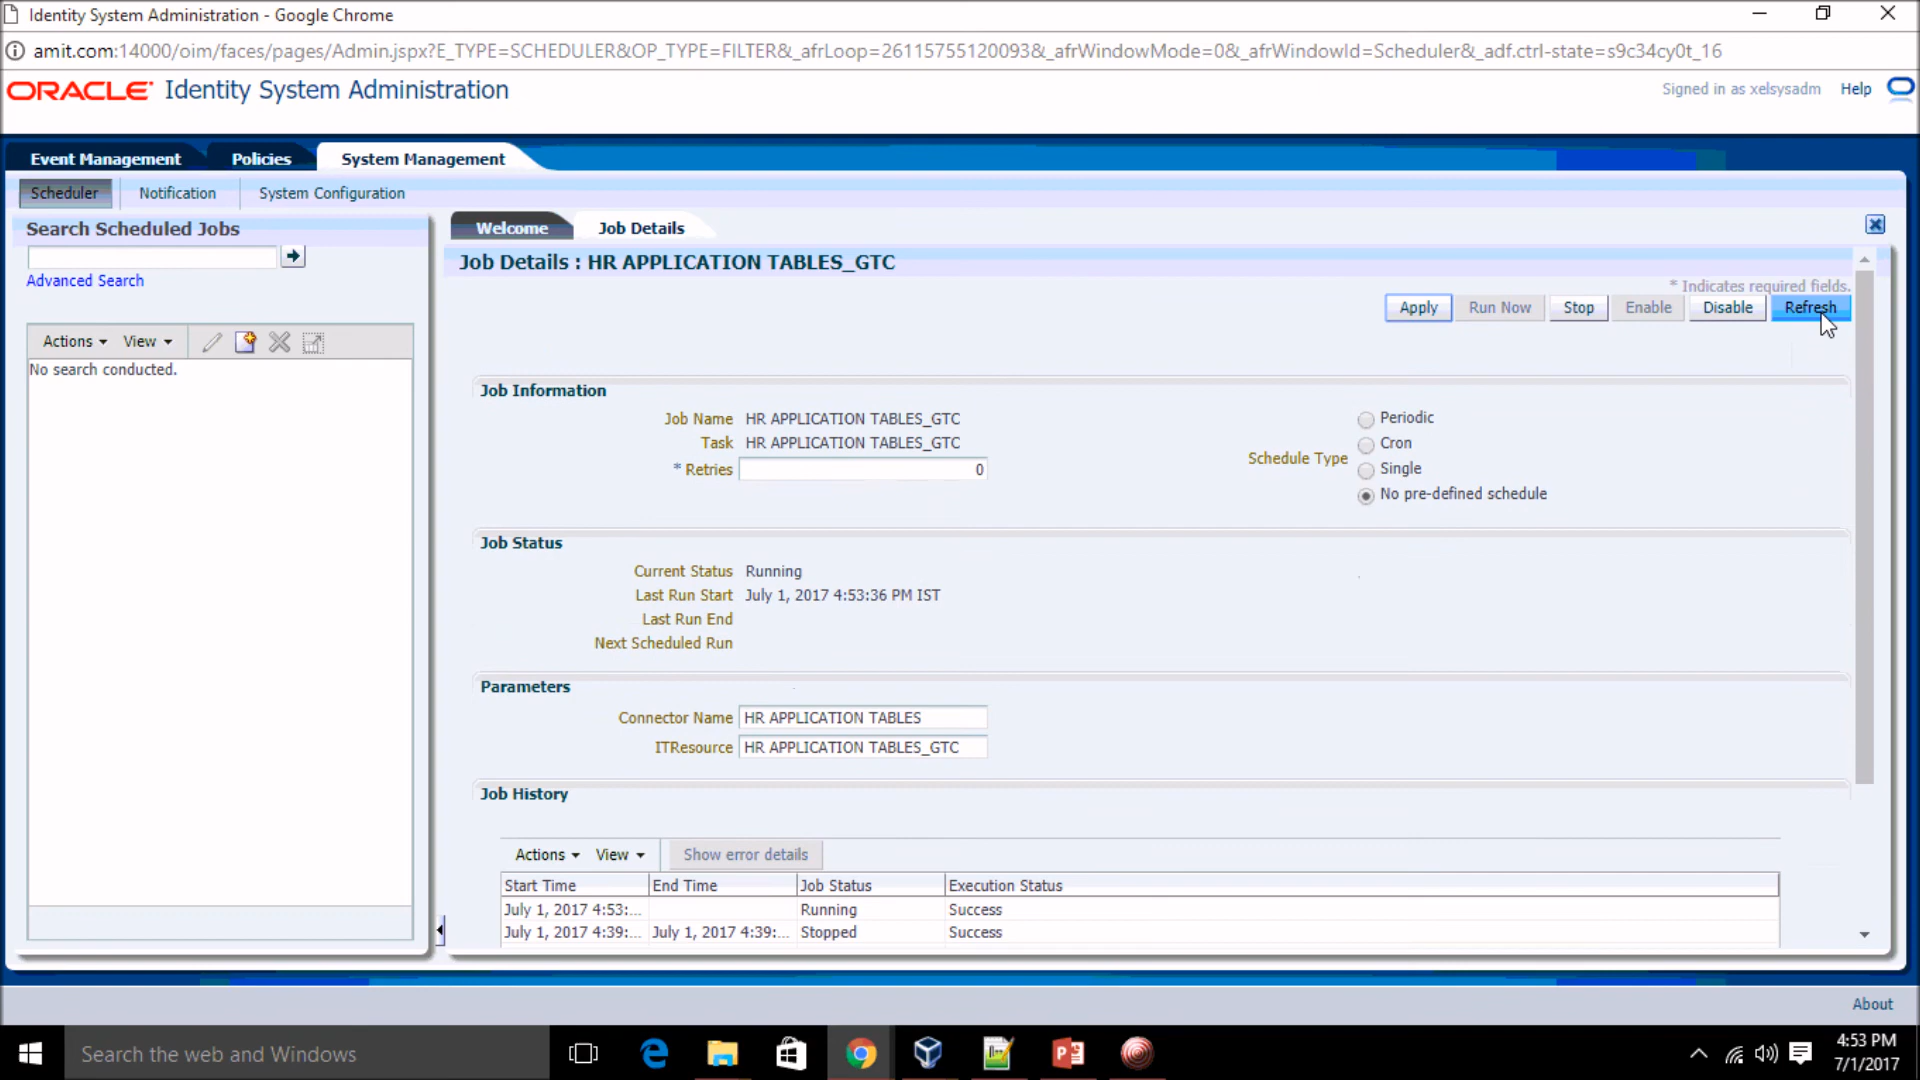 Identity System Administration - Google Chrome
amit.com:14000/oim/faces/pages/Admin.jspx?E_TYPE=SCHEDULER&OP_TYPE=FILTER&_afrLoop=26115755120093&_afrWindowMode=0&_afrWindowId=Scheduler&_adf.ctrl-state=s9c34cy0t_16
ORACLE Identity System Administration
Signed in as xelsysadm Help
Event Management Policies System Management
Scheduler Notification System Configuration
Search Scheduled Jobs
Advanced Search
Actions View
No search conducted.
Welcome Job Details
Job Details : HR APPLICATION TABLES_GTC
* Indicates required fields.
Apply Run Now Stop Enable Disable Refresh
Job Information
Job Name HR APPLICATION TABLES_GTC
Task HR APPLICATION TABLES_GTC
* Retries 0
Schedule Type
Periodic
Cron
Single
No pre-defined schedule
Job Status
Current Status Running
Last Run Start July 1, 2017 4:53:36 PM IST
Last Run End
Next Scheduled Run
Parameters
Connector Name HR APPLICATION TABLES
ITResource HR APPLICATION TABLES_GTC
Job History
Actions View Show error details
Start Time End Time Job Status Execution Status
July 1, 2017 4:53:... Running Success
July 1, 2017 4:39:... July 1, 2017 4:39:... Stopped Success
About
Search the web and Windows
4:53 PM
7/1/2017